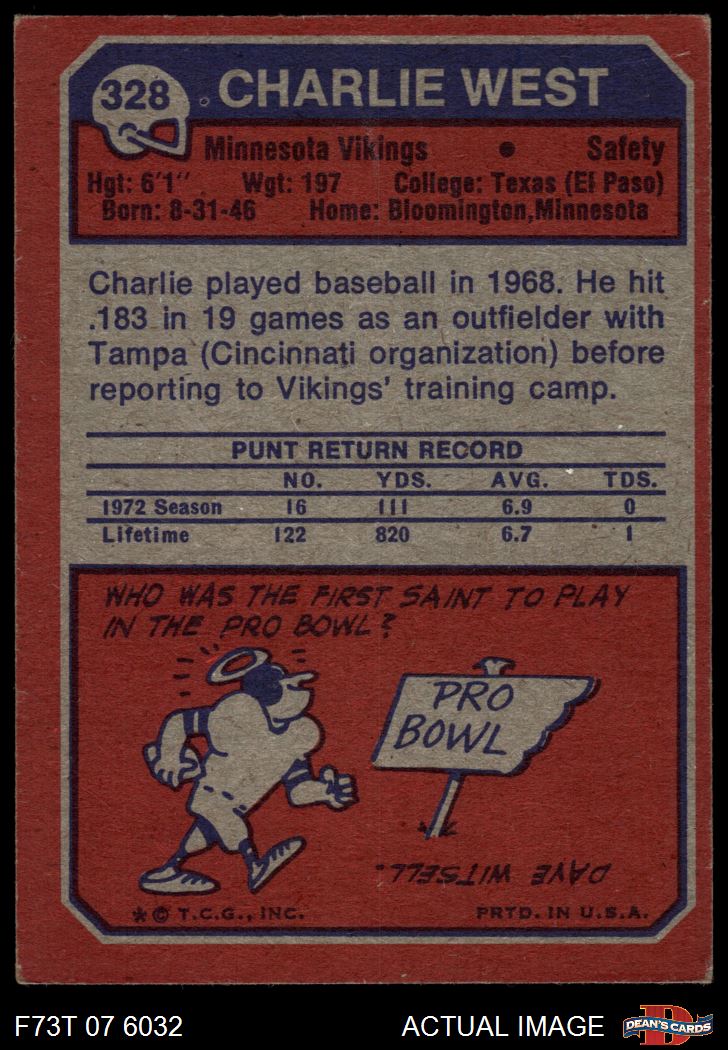 328 CHARLIE WEST
Minnesota Vikings • Safety
Hgt: 6'1" Wgt: 197 College: Texas (El Paso)
Born: 8-31-46 Home: Bloomington, Minnesota
Charlie played baseball in 1968. He hit
.183 in 19 games as an outfielder with
Tampa (Cincinnati organization) before
reporting to Vikings' training camp.
PUNT RETURN RECORD
NO. YDS. AVG. TDS.
1972 Season 16 111 6.9 0
Lifetime 122 820 6.7 1
WHO WAS THE FIRST SAINT TO PLAY
IN THE PRO BOWL?
PRO
BOWL
DAVE WITSELL.
* © T.C.G., INC. PRTD. IN U.S.A.
F73T 07 6032 ACTUAL IMAGE
D
DEAN'S CARDS